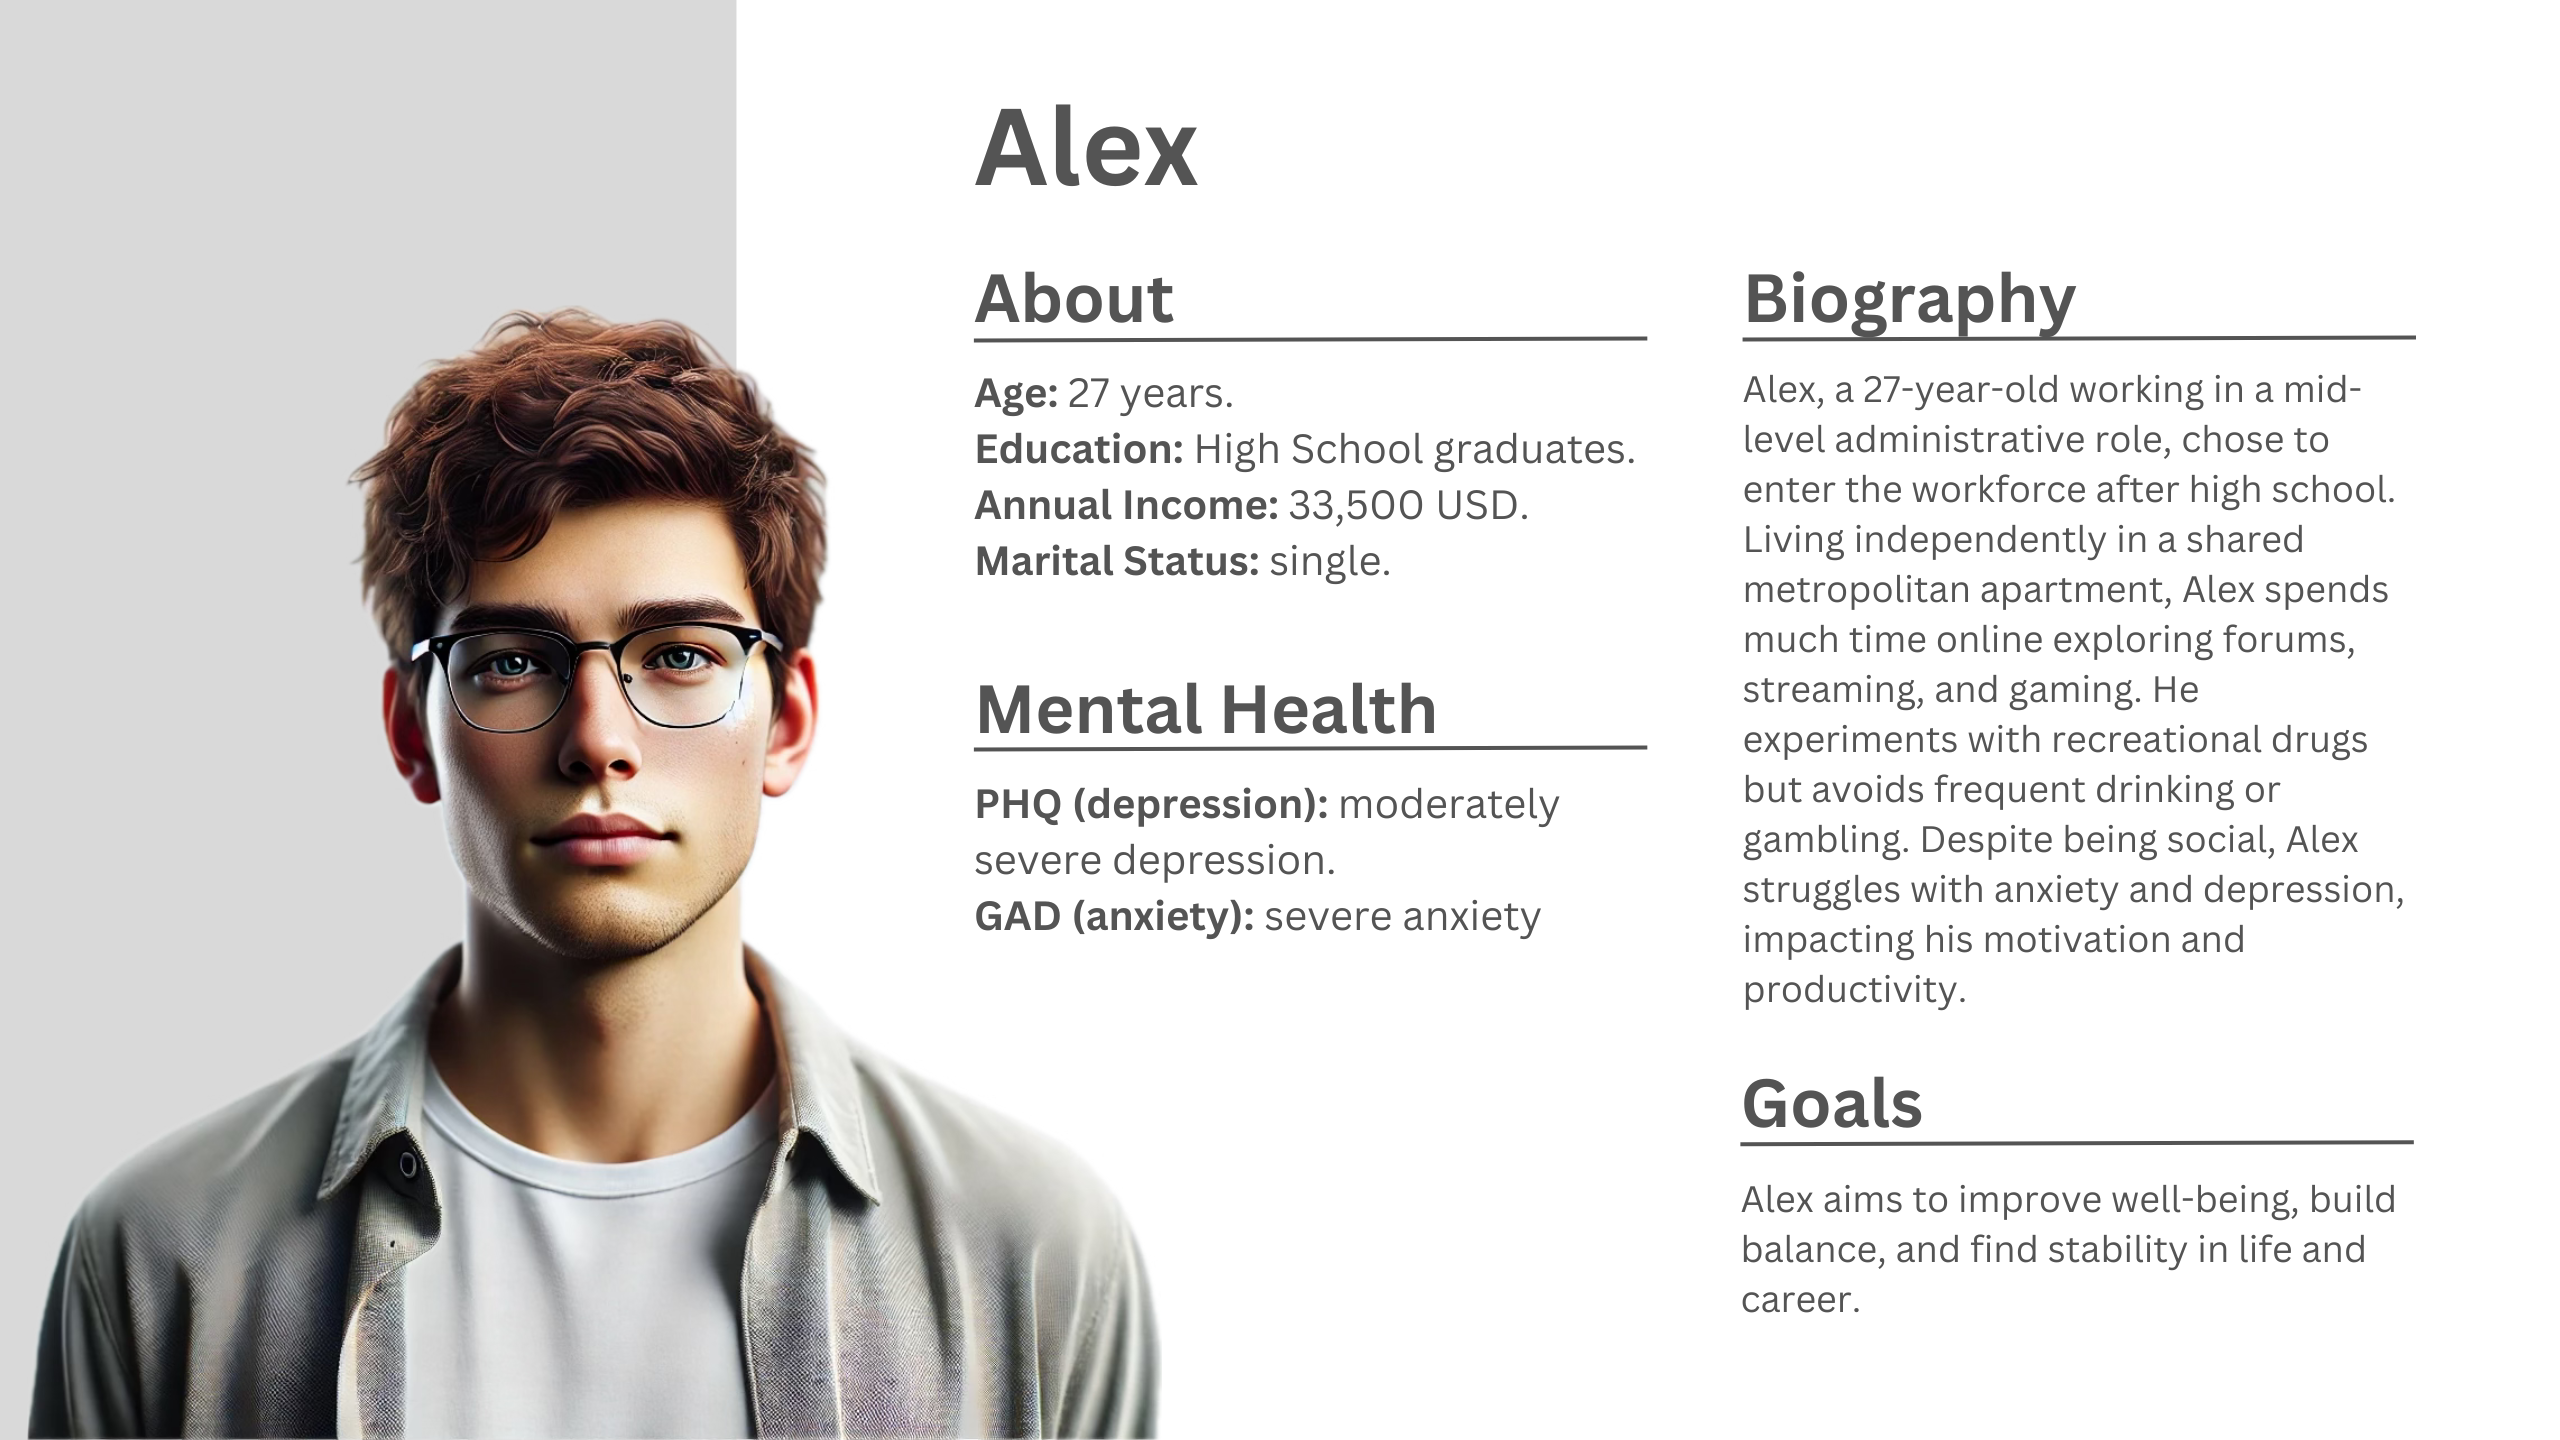 Alex
About
Age: 27 years.
Education: High School graduates.
Annual Income: 33,500 USD.
Marital Status: single.
Mental Health
PHQ (depression): moderately
severe depression.
GAD (anxiety): severe anxiety
Biography
Alex, a 27-year-old working in a mid-
level administrative role, chose to
enter the workforce after high school.
Living independently in a shared
metropolitan apartment, Alex spends
much time online exploring forums,
streaming, and gaming. He
experiments with recreational drugs
but avoids frequent drinking or
gambling. Despite being social, Alex
struggles with anxiety and depression,
impacting his motivation and
productivity.
Goals
Alex aims to improve well-being, build
balance, and find stability in life and
career.